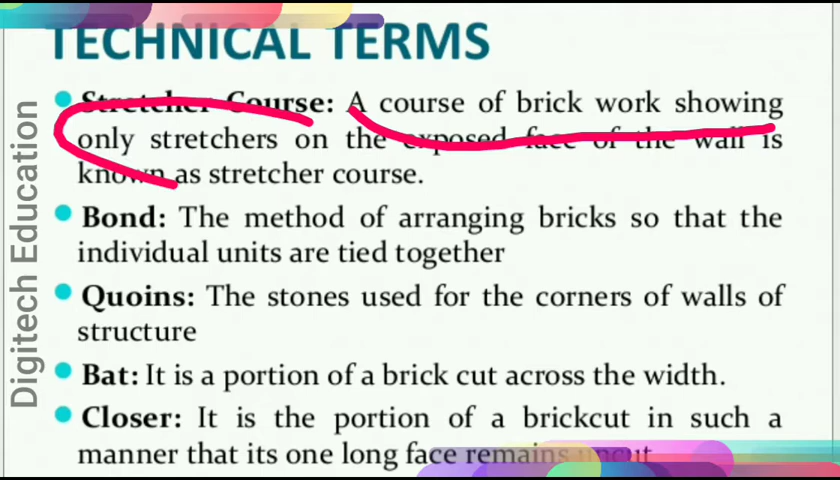 TECHNICAL TERMS
Stretcher Course: A course of brick work showing
only stretchers on the exposed face of the wall is
known as stretcher course.
Bond: The method of arranging bricks so that the
individual units are tied together
Quoins: The stones used for the corners of walls of
structure
Bat: It is a portion of a brick cut across the width.
Closer: It is the portion of a brickcut in such a
manner that its one long face remains uncut
Digitech Education